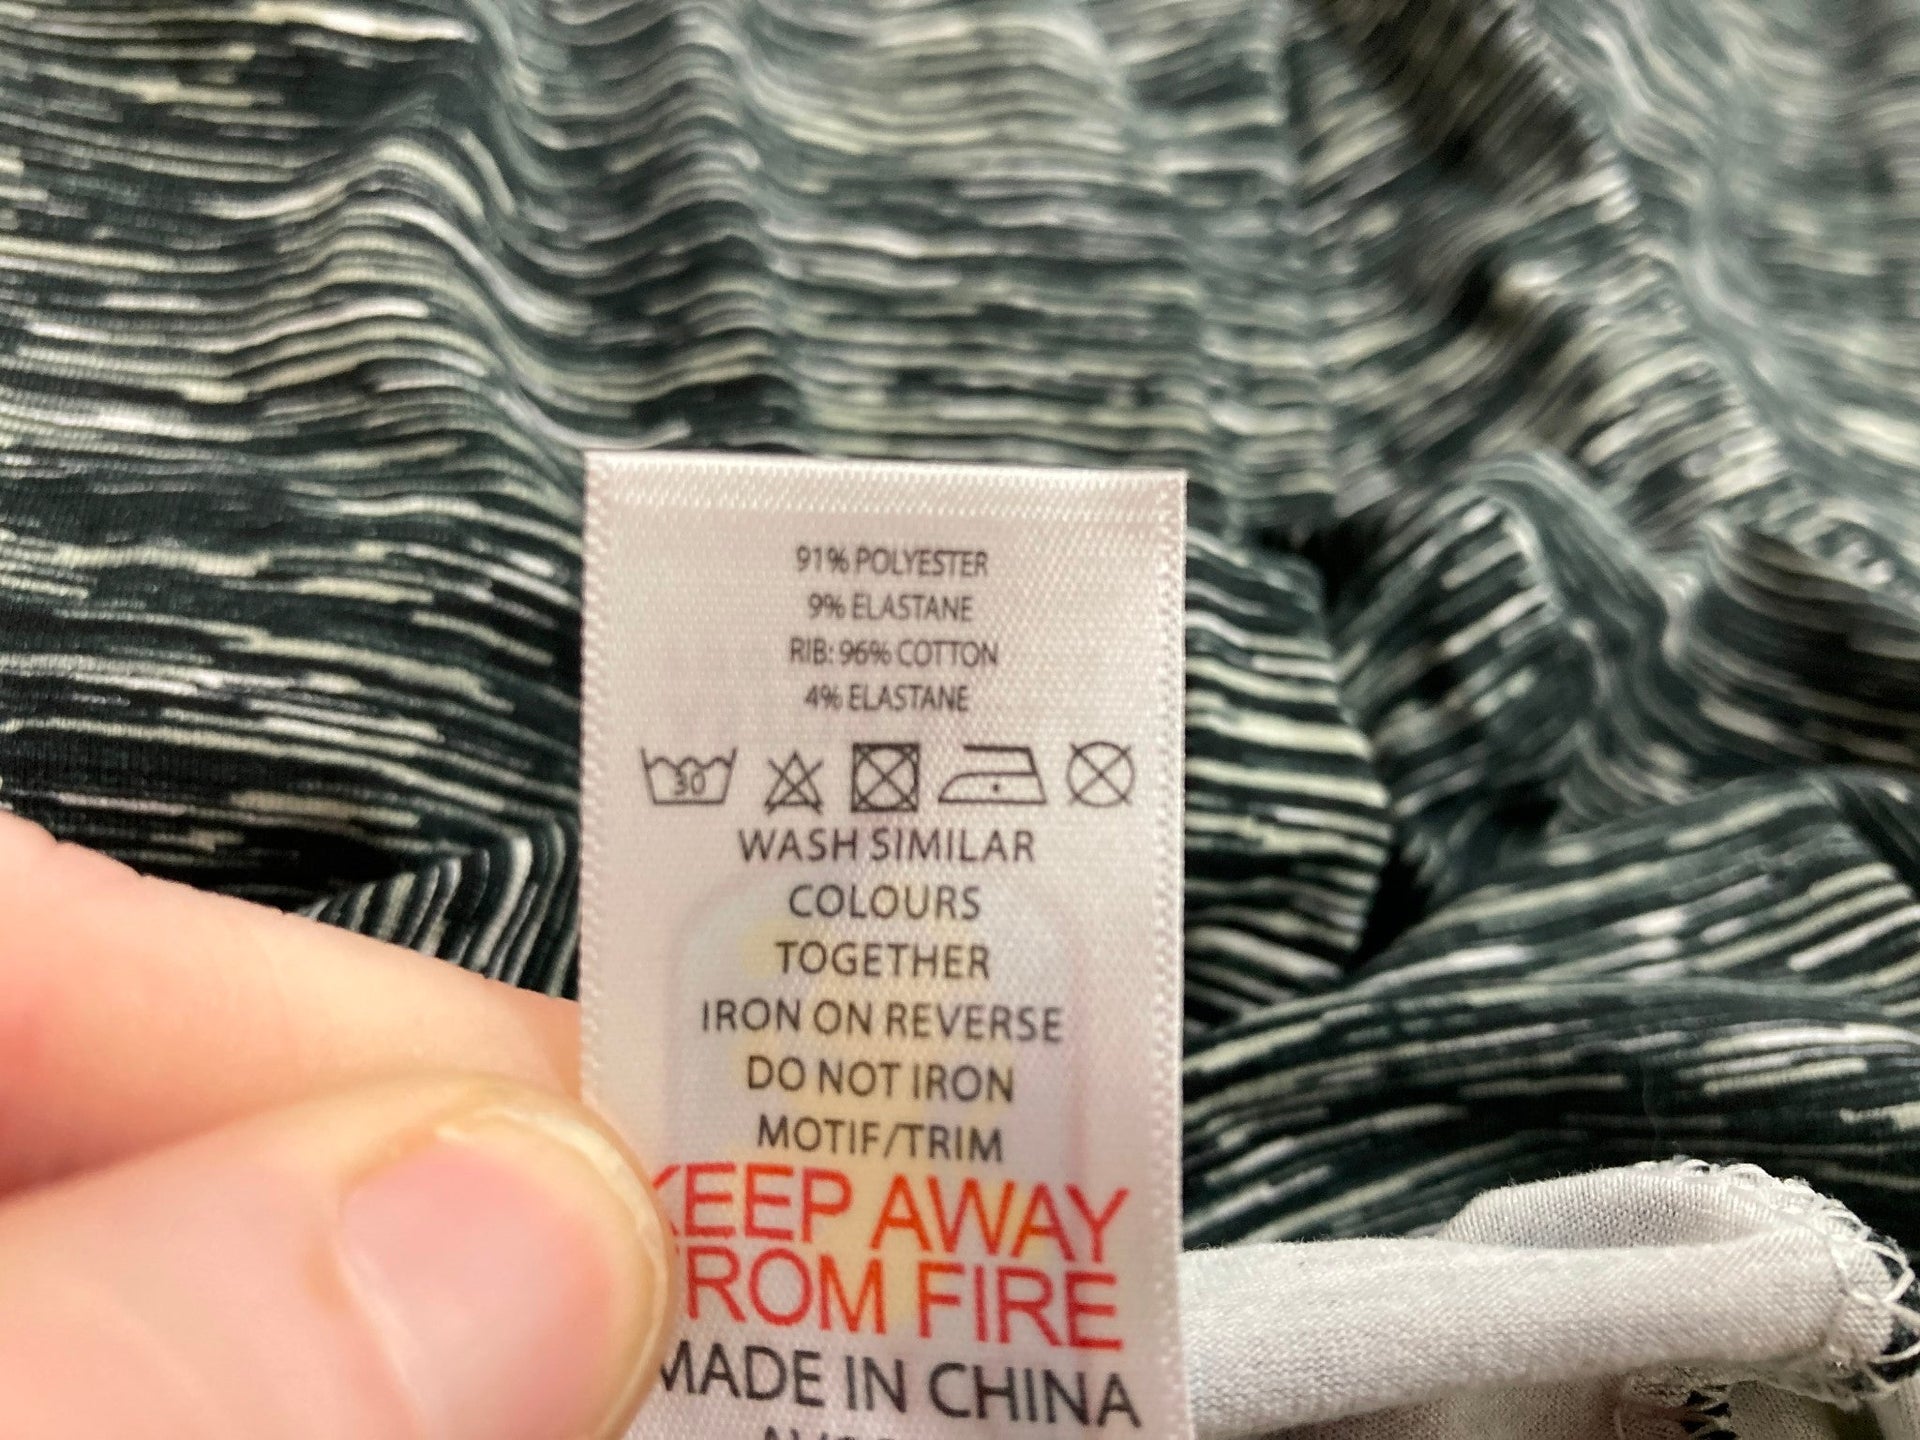 91% POLYESTER
9% ELASTANE
RIB: 96% COTTON
4% ELASTANE
30
WASH SIMILAR
COLOURS
TOGETHER
IRON ON REVERSE
DO NOT IRON
MOTIF/TRIM
KEEP AWAY
FROM FIRE
MADE IN CHINA